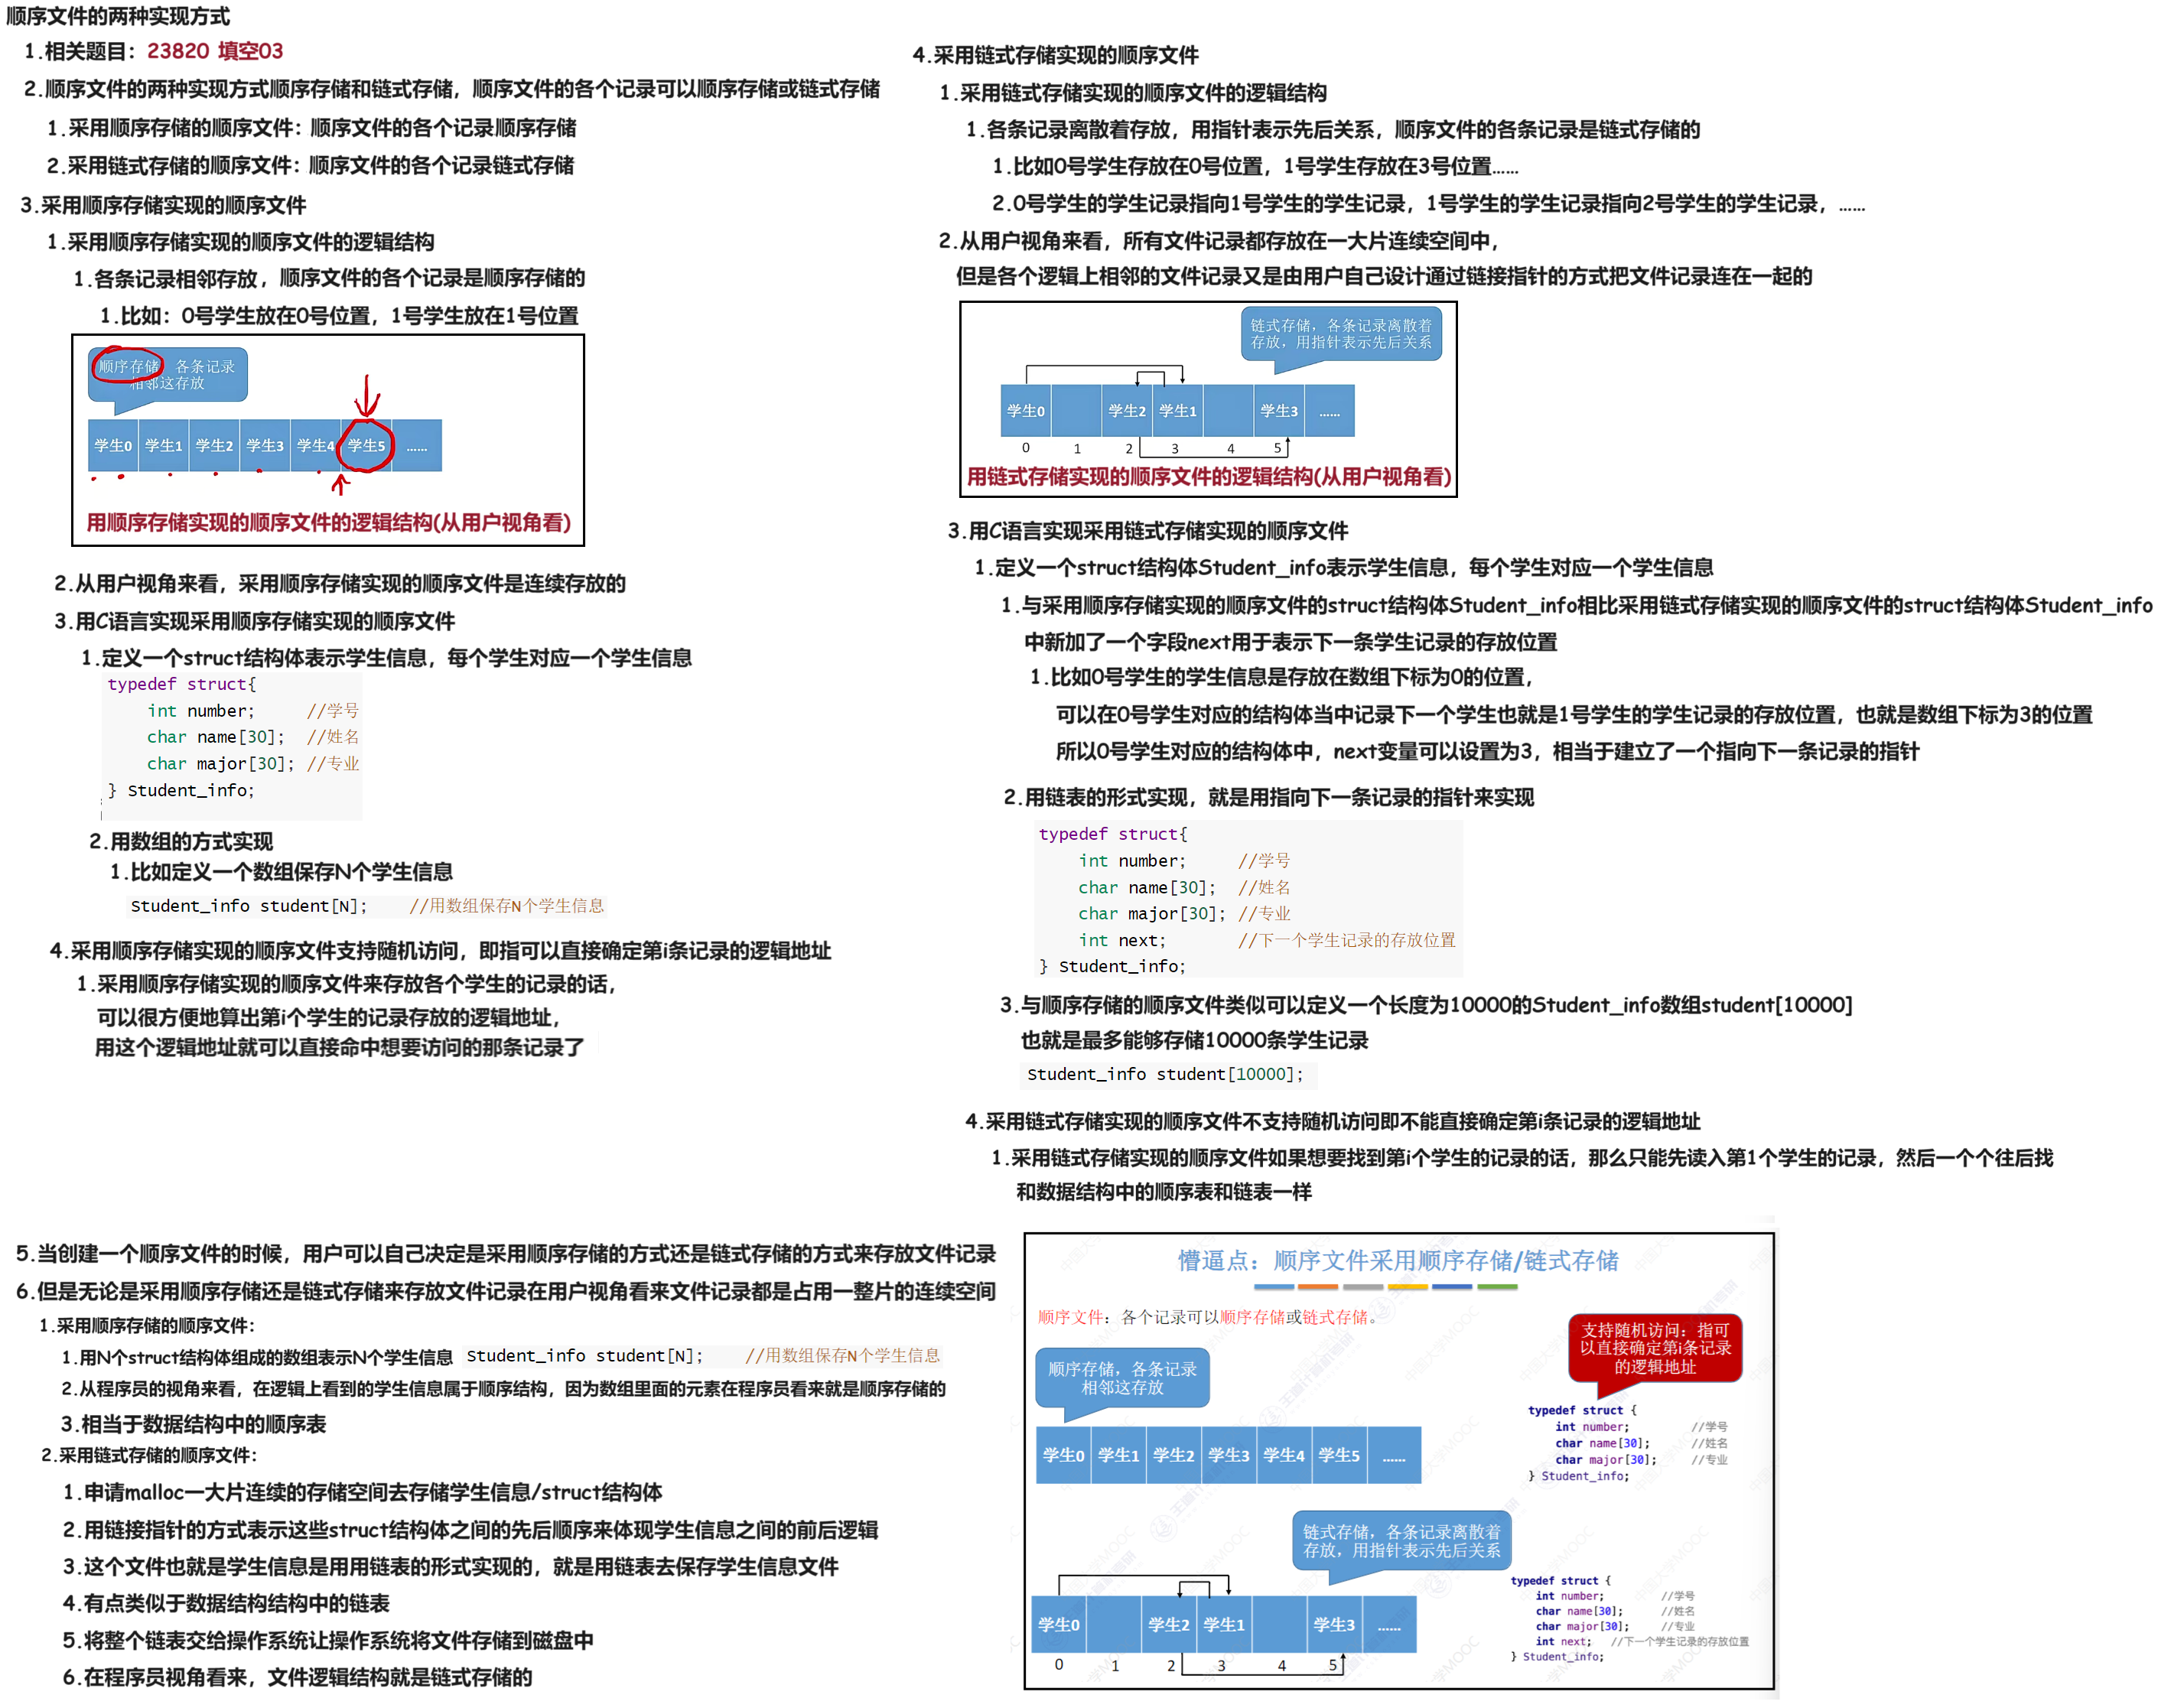 顺序文件的两种实现方式
1.相关题目：23820 填空03
2.顺序文件的两种实现方式顺序存储和链式存储，顺序文件的各个记录可以顺序存储或链式存储
1.采用顺序存储的顺序文件：顺序文件的各个记录顺序存储
2.采用链式存储的顺序文件：顺序文件的各个记录链式存储
3.采用顺序存储实现的顺序文件
1.采用顺序存储实现的顺序文件的逻辑结构
1.各条记录相邻存放，顺序文件的各个记录是顺序存储的
1.比如：0号学生放在0号位置，1号学生放在1号位置
顺序存储，各条记录
相邻这存放
学生0 学生1 学生2 学生3 学生4 学生5 ……
用顺序存储实现的顺序文件的逻辑结构(从用户视角看)
2.从用户视角来看，采用顺序存储实现的顺序文件是连续存放的
3.用C语言实现采用顺序存储实现的顺序文件
1.定义一个struct结构体表示学生信息，每个学生对应一个学生信息
typedef struct{
int number; //学号
char name[30]; //姓名
char major[30]; //专业
} Student_info;
2.用数组的方式实现
1.比如定义一个数组保存N个学生信息
Student_info student[N]; //用数组保存N个学生信息
4.采用顺序存储实现的顺序文件支持随机访问，即指可以直接确定第i条记录的逻辑地址
1.采用顺序存储实现的顺序文件来存放各个学生的记录的话，
可以很方便地算出第i个学生的记录存放的逻辑地址，
用这个逻辑地址就可以直接命中想要访问的那条记录了
4.采用链式存储实现的顺序文件
1.采用链式存储实现的顺序文件的逻辑结构
1.各条记录离散着存放，用指针表示先后关系，顺序文件的各条记录是链式存储的
1.比如0号学生存放在0号位置，1号学生存放在3号位置……
2.0号学生的学生记录指向1号学生的学生记录，1号学生的学生记录指向2号学生的学生记录，……
2.从用户视角来看，所有文件记录都存放在一大片连续空间中，
但是各个逻辑上相邻的文件记录又是由用户自己设计通过链接指针的方式把文件记录连在一起的
链式存储，各条记录离散着
存放，用指针表示先后关系
学生0 学生2 学生1 学生3 ……
0 1 2 3 4 5
用链式存储实现的顺序文件的逻辑结构(从用户视角看)
3.用C语言实现采用链式存储实现的顺序文件
1.定义一个struct结构体Student_info表示学生信息，每个学生对应一个学生信息
1.与采用顺序存储实现的顺序文件的struct结构体Student_info相比采用链式存储实现的顺序文件的struct结构体Student_info
中新加了一个字段next用于表示下一条学生记录的存放位置
1.比如0号学生的学生信息是存放在数组下标为0的位置，
可以在0号学生对应的结构体当中记录下一个学生也就是1号学生的学生记录的存放位置，也就是数组下标为3的位置
所以0号学生对应的结构体中，next变量可以设置为3，相当于建立了一个指向下一条记录的指针
2.用链表的形式实现，就是用指向下一条记录的指针来实现
typedef struct{
int number; //学号
char name[30]; //姓名
char major[30]; //专业
int next; //下一个学生记录的存放位置
} Student_info;
3.与顺序存储的顺序文件类似可以定义一个长度为10000的Student_info数组student[10000]
也就是最多能够存储10000条学生记录
Student_info student[10000];
4.采用链式存储实现的顺序文件不支持随机访问即不能直接确定第i条记录的逻辑地址
1.采用链式存储实现的顺序文件如果想要找到第i个学生的记录的话，那么只能先读入第1个学生的记录，然后一个个往后找
和数据结构中的顺序表和链表一样
5.当创建一个顺序文件的时候，用户可以自己决定是采用顺序存储的方式还是链式存储的方式来存放文件记录
6.但是无论是采用顺序存储还是链式存储来存放文件记录在用户视角看来文件记录都是占用一整片的连续空间
1.采用顺序存储的顺序文件：
1.用N个struct结构体组成的数组表示N个学生信息 Student_info student[N]; //用数组保存N个学生信息
2.从程序员的视角来看，在逻辑上看到的学生信息属于顺序结构，因为数组里面的元素在程序员看来就是顺序存储的
3.相当于数据结构中的顺序表
2.采用链式存储的顺序文件：
1.申请malloc一大片连续的存储空间去存储学生信息/struct结构体
2.用链接指针的方式表示这些struct结构体之间的先后顺序来体现学生信息之间的前后逻辑
3.这个文件也就是学生信息是用用链表的形式实现的，就是用链表去保存学生信息文件
4.有点类似于数据结构结构中的链表
5.将整个链表交给操作系统让操作系统将文件存储到磁盘中
6.在程序员视角看来，文件逻辑结构就是链式存储的
懵逼点：顺序文件采用顺序存储/链式存储
顺序文件：各个记录可以顺序存储或链式存储。
顺序存储，各条记录
相邻这存放
支持随机访问：指可
以直接确定第i条记录
的逻辑地址
学生0 学生1 学生2 学生3 学生4 学生5 ……
typedef struct {
int number; //学号
char name[30]; //姓名
char major[30]; //专业
} Student_info;
链式存储，各条记录离散着
存放，用指针表示先后关系
学生0 学生2 学生1 学生3 ……
0 1 2 3 4 5
typedef struct {
int number; //学号
char name[30]; //姓名
char major[30]; //专业
int next; //下一个学生记录的存放位置
} Student_info;